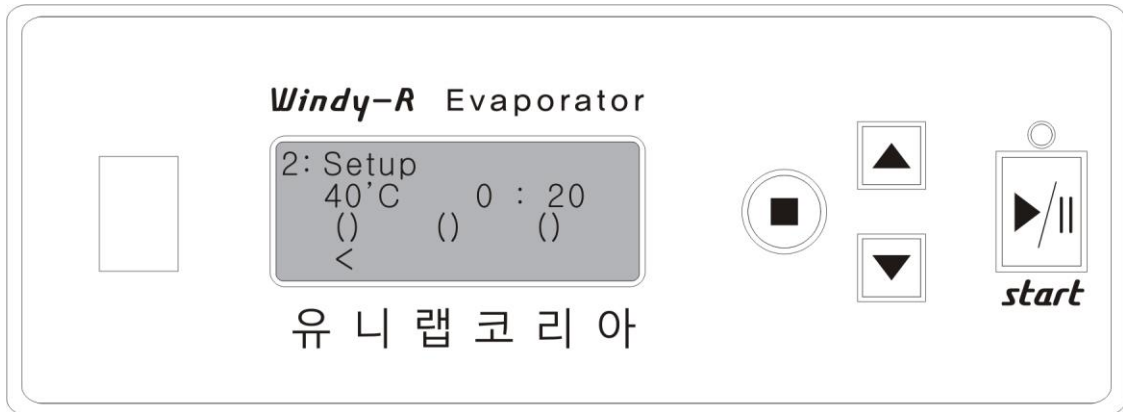 Windy-R Evaporator
2: Setup
40'C 0 : 20
() () ()
<
유니랩코리아
start